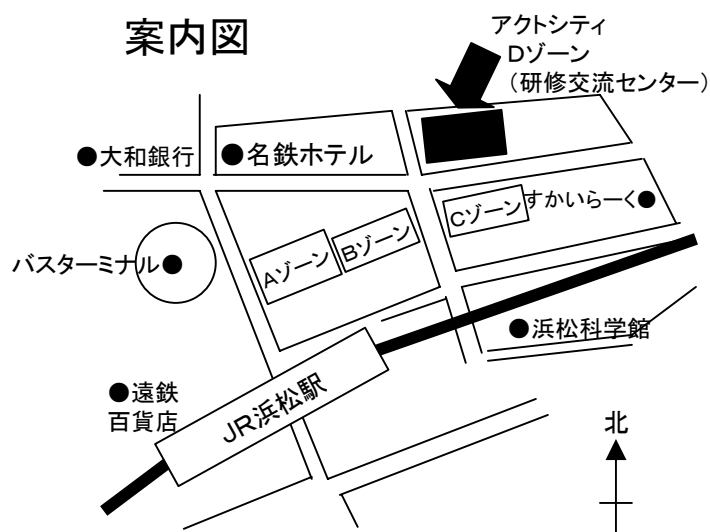 案内図
アクトシティ
Dゾーン
（研修交流センター）
●大和銀行
●名鉄ホテル
Aゾーン
Bゾーン
Cゾーン
すかいらーく●
バスターミナル●
●浜松科学館
●遠鉄
百貨店
JR浜松駅
北